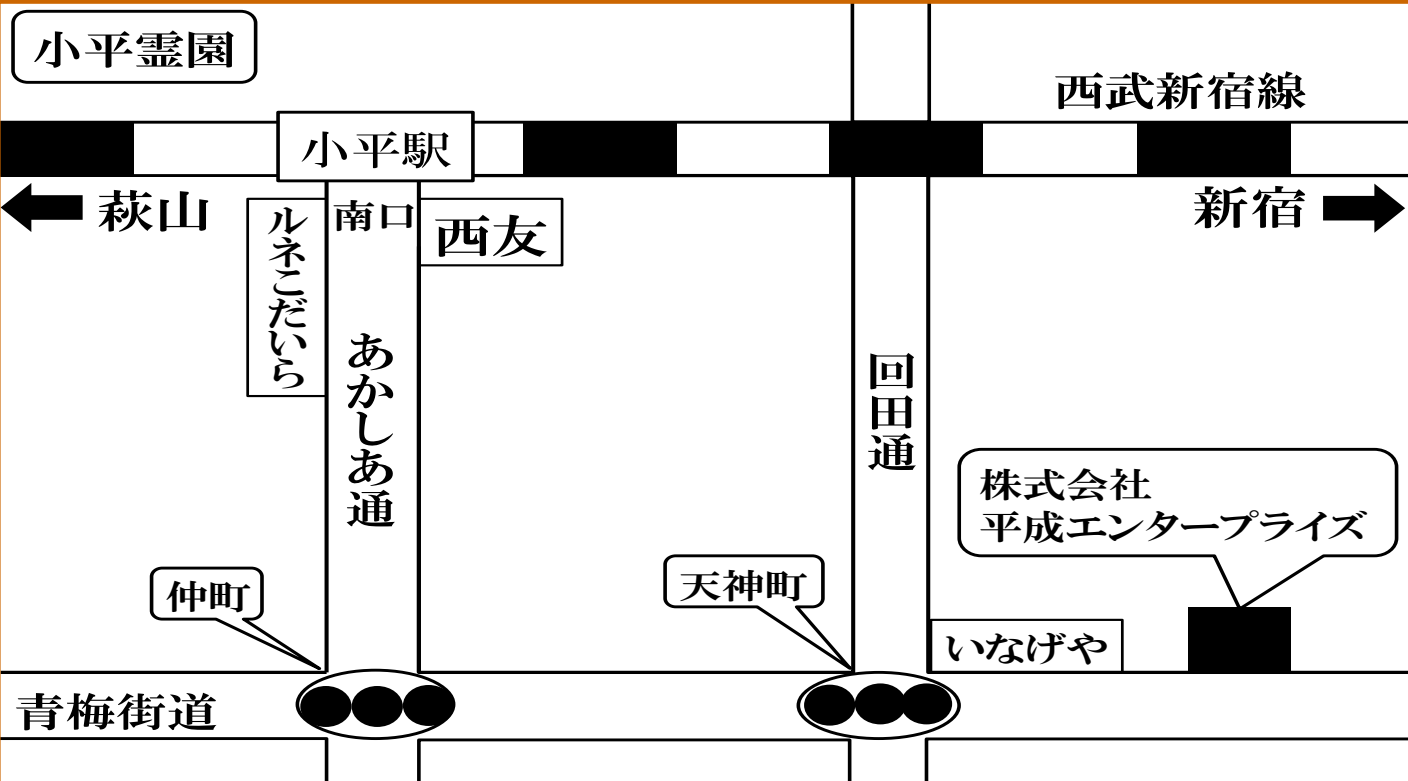 小平霊園
西武新宿線
小平駅
萩山
新宿
南口
西友
ルネこだいら
あかしあ通
回田通
株式会社
平成エンタープライズ
仲町
天神町
いなげや
青梅街道